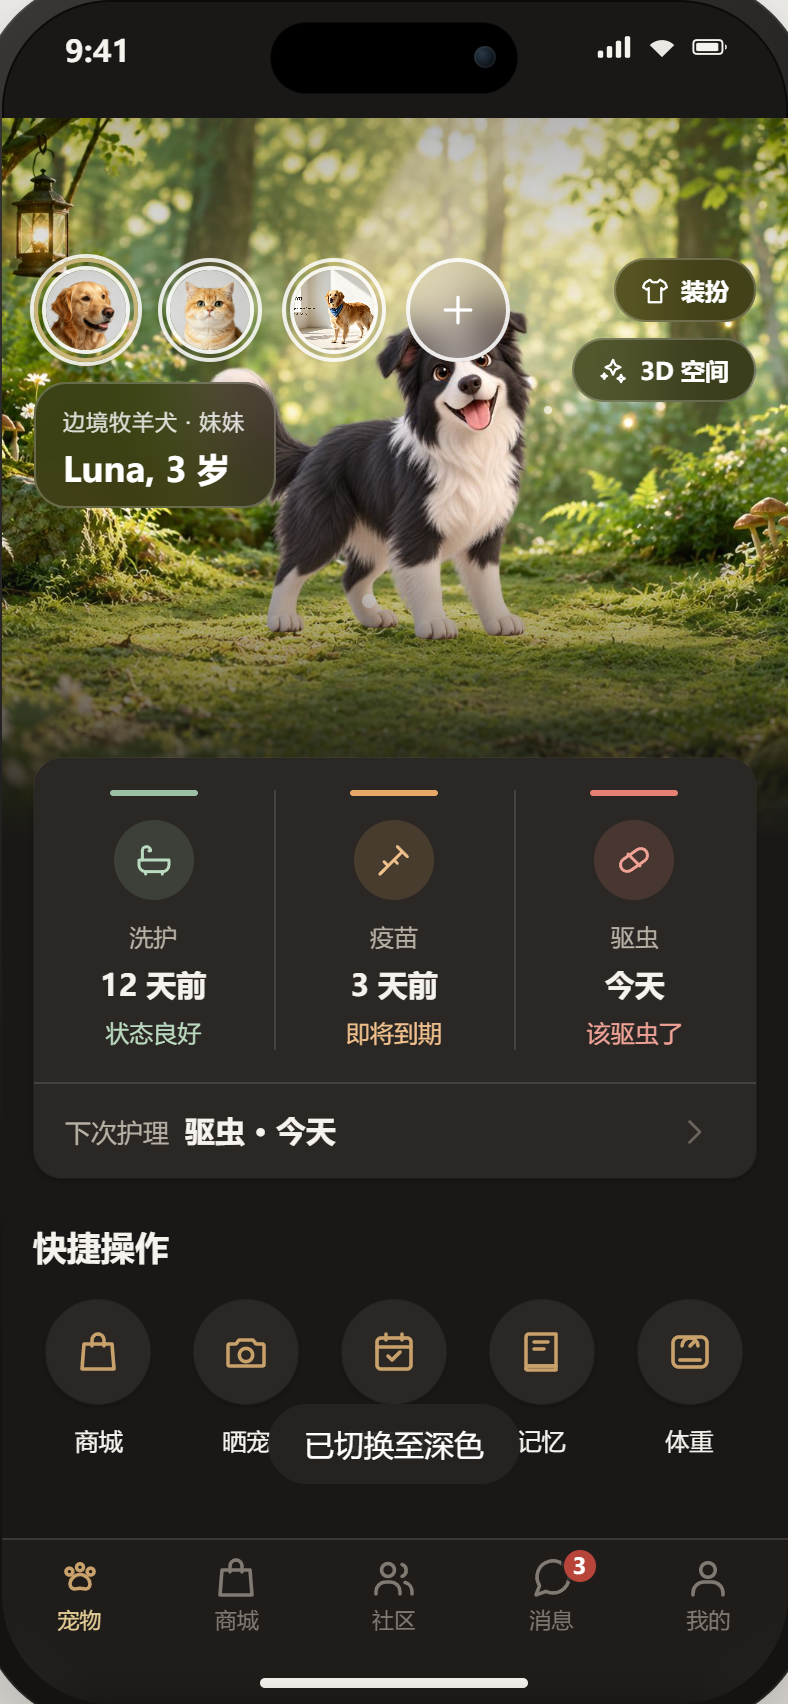 9:41
装扮
3D 空间
边境牧羊犬 · 妹妹
Luna, 3 岁
洗护
疫苗
驱虫
12 天前
3 天前
今天
状态良好
即将到期
该驱虫了
下次护理 驱虫 • 今天
快捷操作
商城
晒宠
记忆
体重
已切换至深色
宠物
商城
社区
消息
3
我的